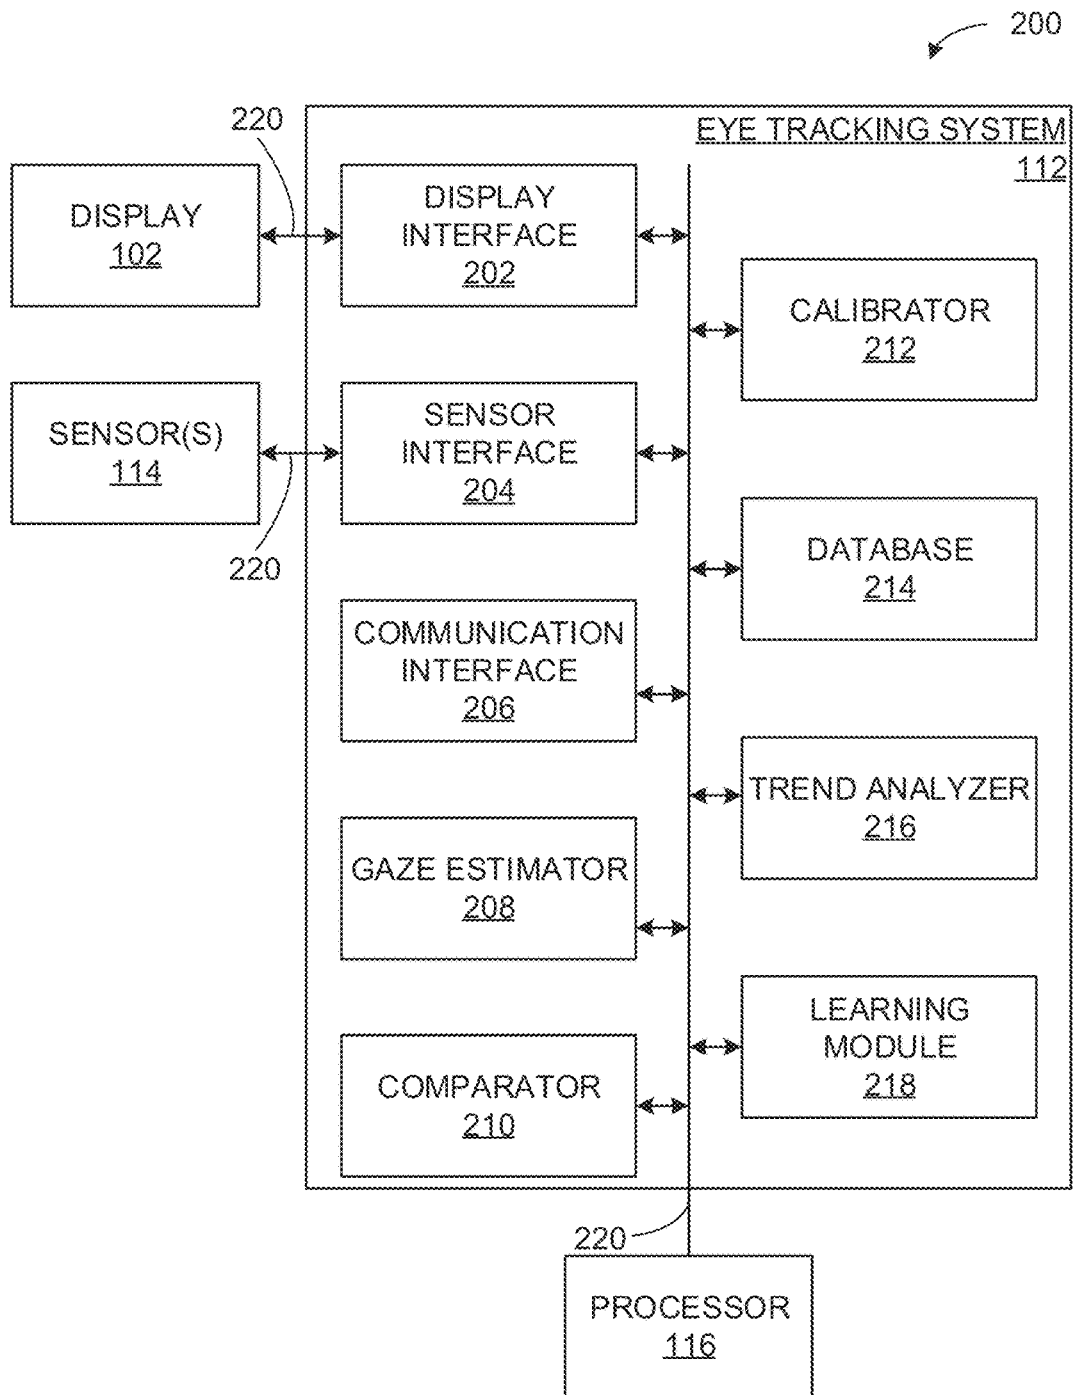 200
220
EYE TRACKING SYSTEM
112
DISPLAY
102
DISPLAY
INTERFACE
202
CALIBRATOR
212
SENSOR(S)
114
SENSOR
INTERFACE
204
220
DATABASE
214
COMMUNICATION
INTERFACE
206
TREND ANALYZER
216
GAZE ESTIMATOR
208
LEARNING
MODULE
218
COMPARATOR
210
220
PROCESSOR
116